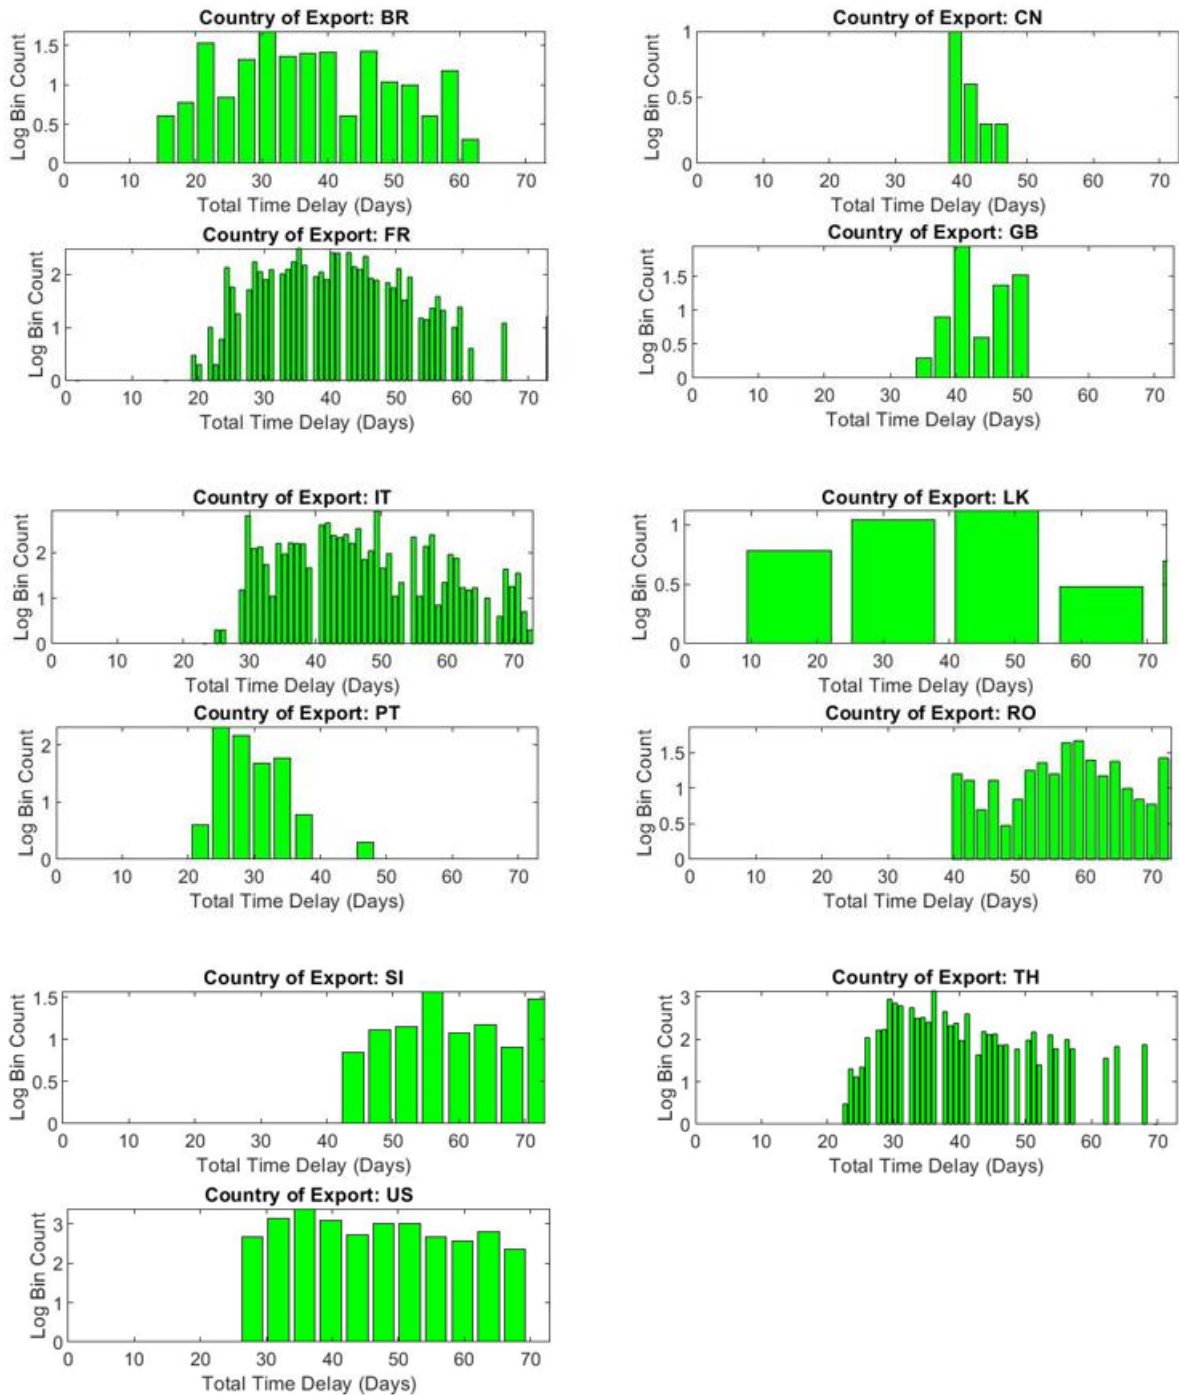 Country of Export: BR
Log Bin Count
1.5
1
0.5
0
0 10 20 30 40 50 60 70
Total Time Delay (Days)
Country of Export: CN
Log Bin Count
1
0.5
0
0 10 20 30 40 50 60 70
Total Time Delay (Days)
Country of Export: FR
Log Bin Count
2
1
0
0 10 20 30 40 50 60 70
Total Time Delay (Days)
Country of Export: GB
Log Bin Count
1.5
1
0.5
0
0 10 20 30 40 50 60 70
Total Time Delay (Days)
Country of Export: IT
Log Bin Count
2
1
0
0 10 20 30 40 50 60 70
Total Time Delay (Days)
Country of Export: LK
Log Bin Count
1
0.5
0
0 10 20 30 40 50 60 70
Total Time Delay (Days)
Country of Export: PT
Log Bin Count
2
1
0
0 10 20 30 40 50 60 70
Total Time Delay (Days)
Country of Export: RO
Log Bin Count
1.5
1
0.5
0
0 10 20 30 40 50 60 70
Total Time Delay (Days)
Country of Export: SI
Log Bin Count
1.5
1
0.5
0
0 10 20 30 40 50 60 70
Total Time Delay (Days)
Country of Export: TH
Log Bin Count
3
2
1
0
0 10 20 30 40 50 60 70
Total Time Delay (Days)
Country of Export: US
Log Bin Count
3
2
1
0
0 10 20 30 40 50 60 70
Total Time Delay (Days)